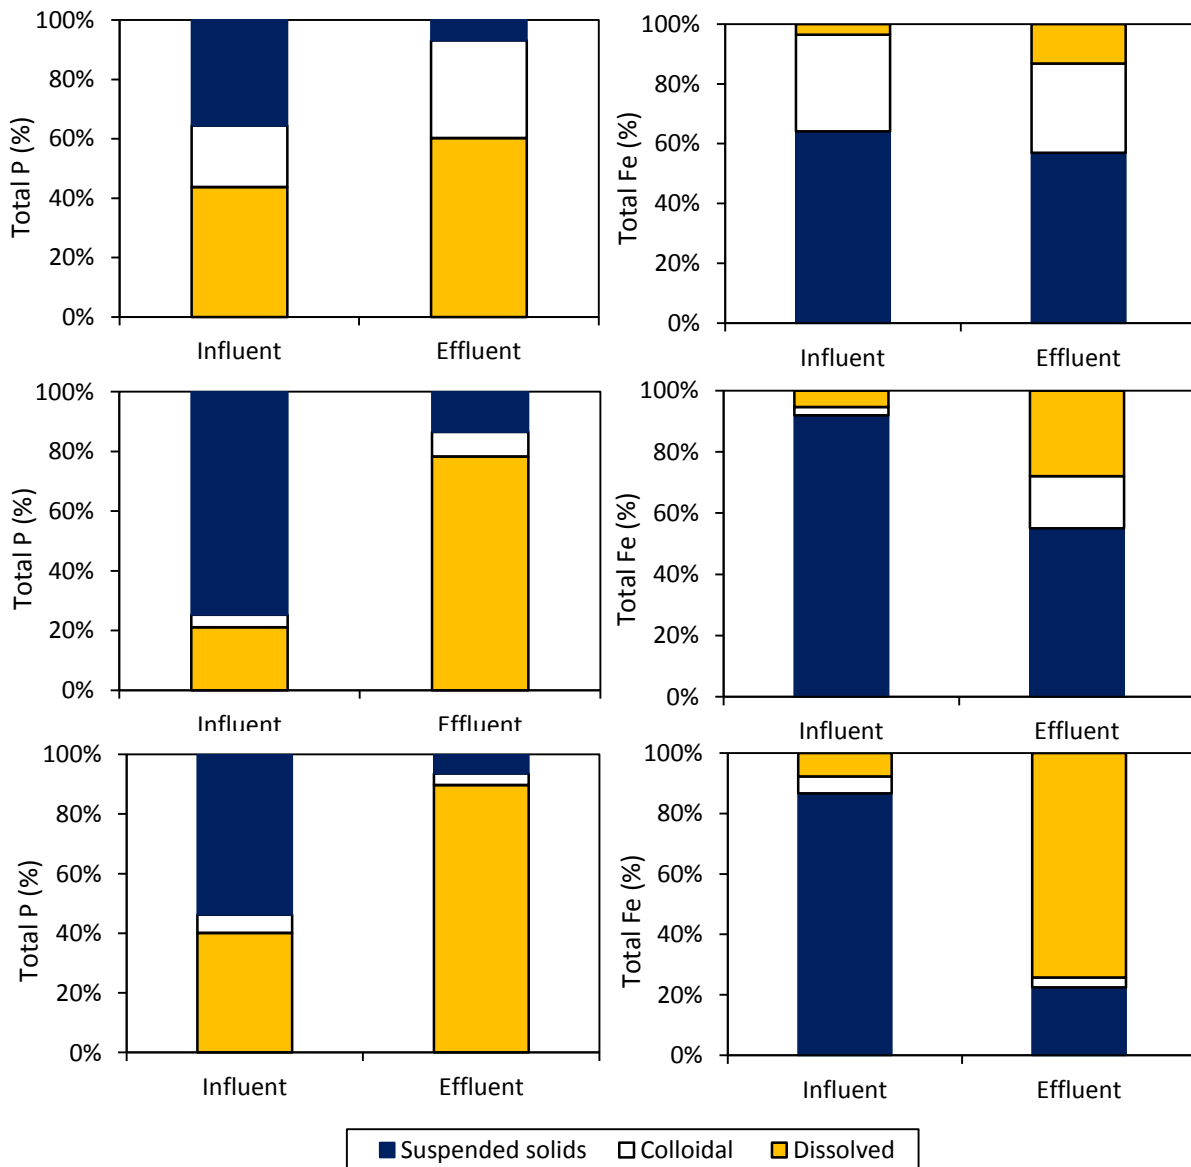 Total P (%)
100%
80%
60%
40%
20%
0%
Influent
Effluent
Total Fe (%)
100%
80%
60%
40%
20%
0%
Influent
Effluent
Total P (%)
100%
80%
60%
40%
20%
0%
Influent
Effluent
Total Fe (%)
100%
80%
60%
40%
20%
0%
Influent
Effluent
Total P (%)
100%
80%
60%
40%
20%
0%
Influent
Effluent
Total Fe (%)
100%
80%
60%
40%
20%
0%
Influent
Effluent
Suspended solids Colloidal Dissolved